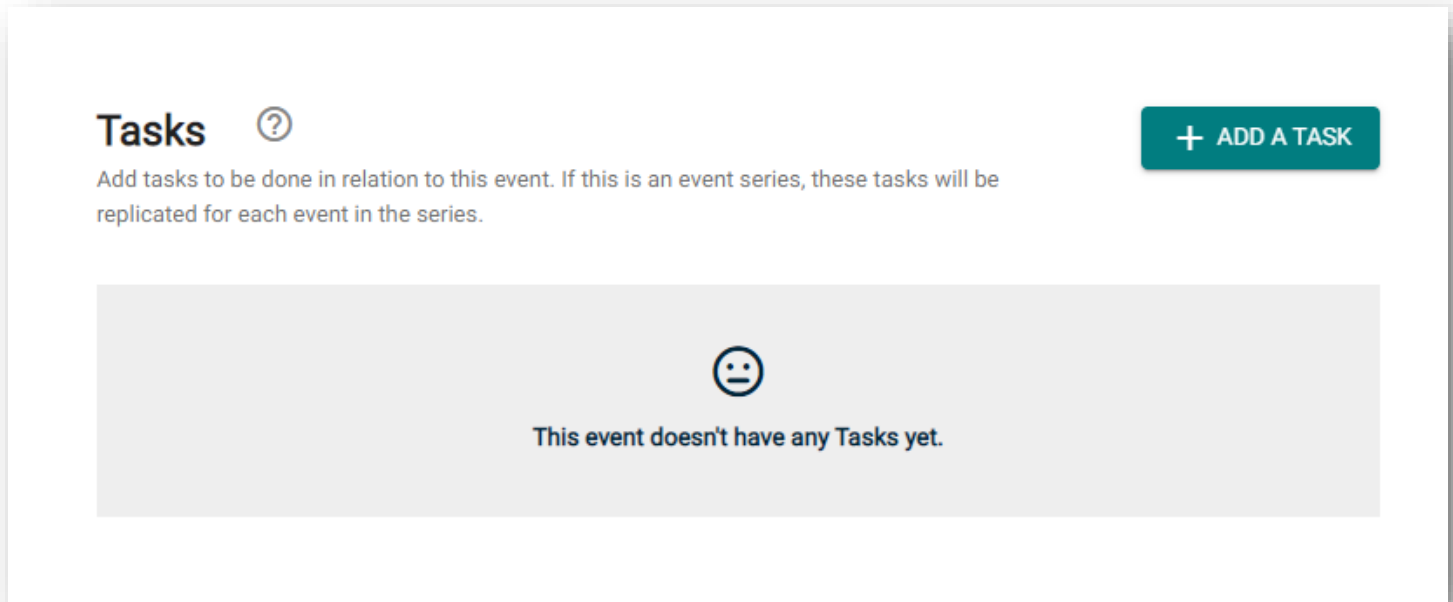 Tasks
+ ADD A TASK
Add tasks to be done in relation to this event. If this is an event series, these tasks will be
replicated for each event in the series.
This event doesn't have any Tasks yet.